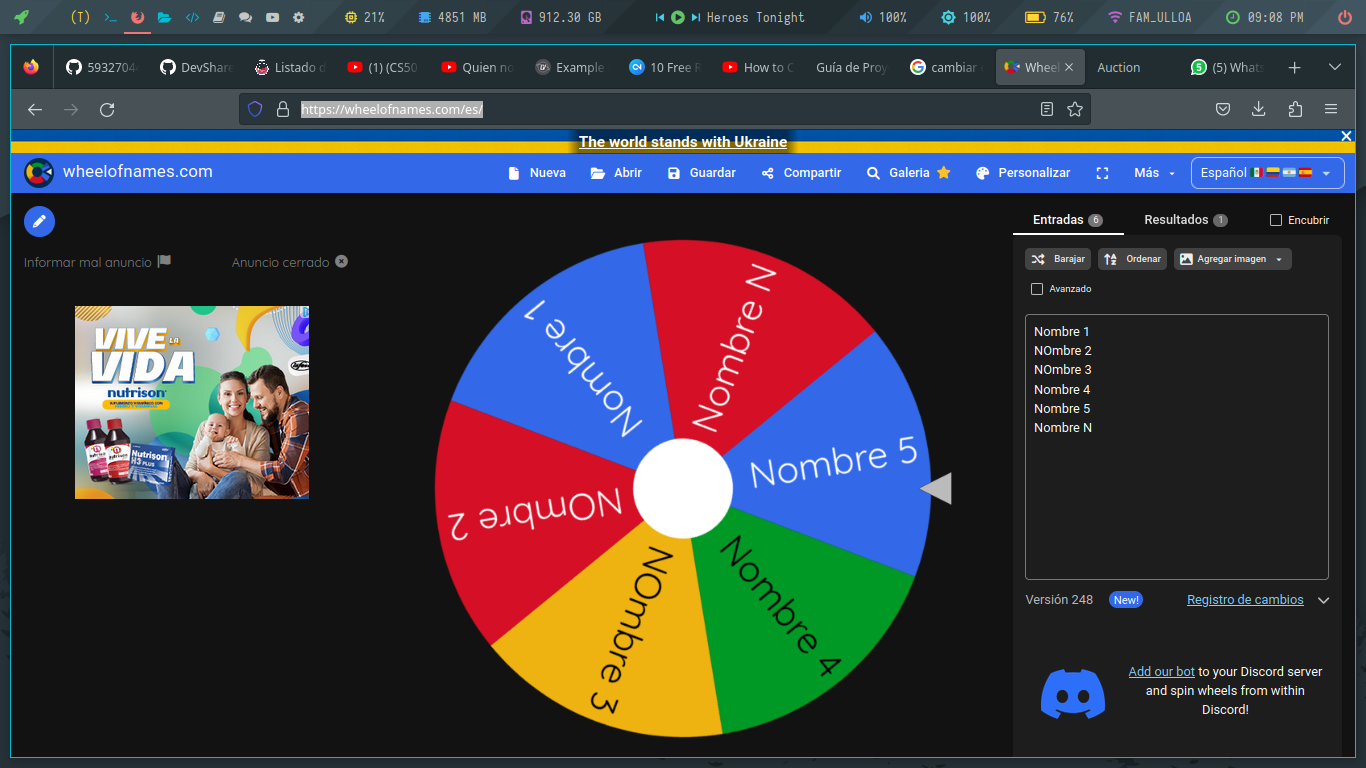 (T) 21% 4851 MB 912.30 GB Heroes Tonight 100% 100% 76% FAM_ULLOA 09:08 PM
5932704 DevShare Listado d (1) (CS50 Quien no Example 10 Free R How to C Guía de Proy cambiar Wheel Auction (5) Whats
https://wheelofnames.com/es/
The world stands with Ukraine
wheelofnames.com Nueva Abrir Guardar Compartir Galeria Personalizar Más Español
Entradas 6 Resultados 1 Encubrir
Informar mal anuncio Anuncio cerrado
Barajar Ordenar Agregar imagen
Avanzado
VIVE LA
VIDA
nutrison
Nutrison
H3 PLUS
Nombre 1
Nombre N
Nombre 5
Nombre 4
NOmbre 3
NOmbre 2
Nombre 1
NOmbre 2
NOmbre 3
Nombre 4
Nombre 5
Nombre N
Versión 248 New! Registro de cambios
Add our bot to your Discord server
and spin wheels from within
Discord!